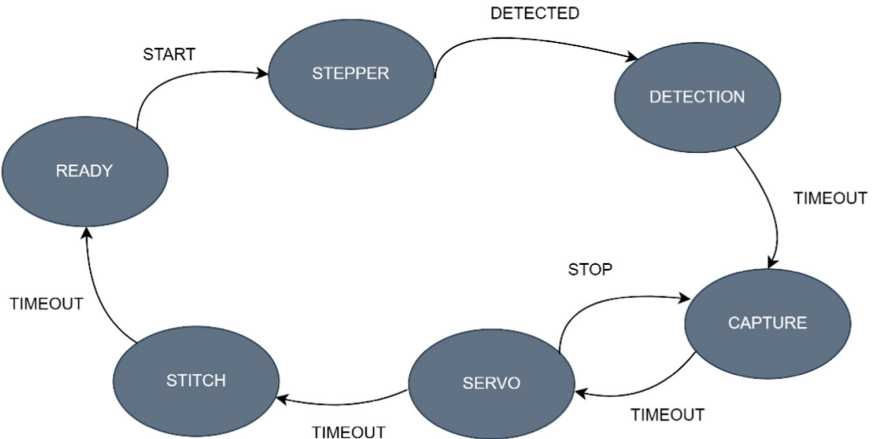 DETECTED
START
STEPPER
DETECTION
READY
TIMEOUT
STOP
TIMEOUT
CAPTURE
STITCH
SERVO
TIMEOUT
TIMEOUT